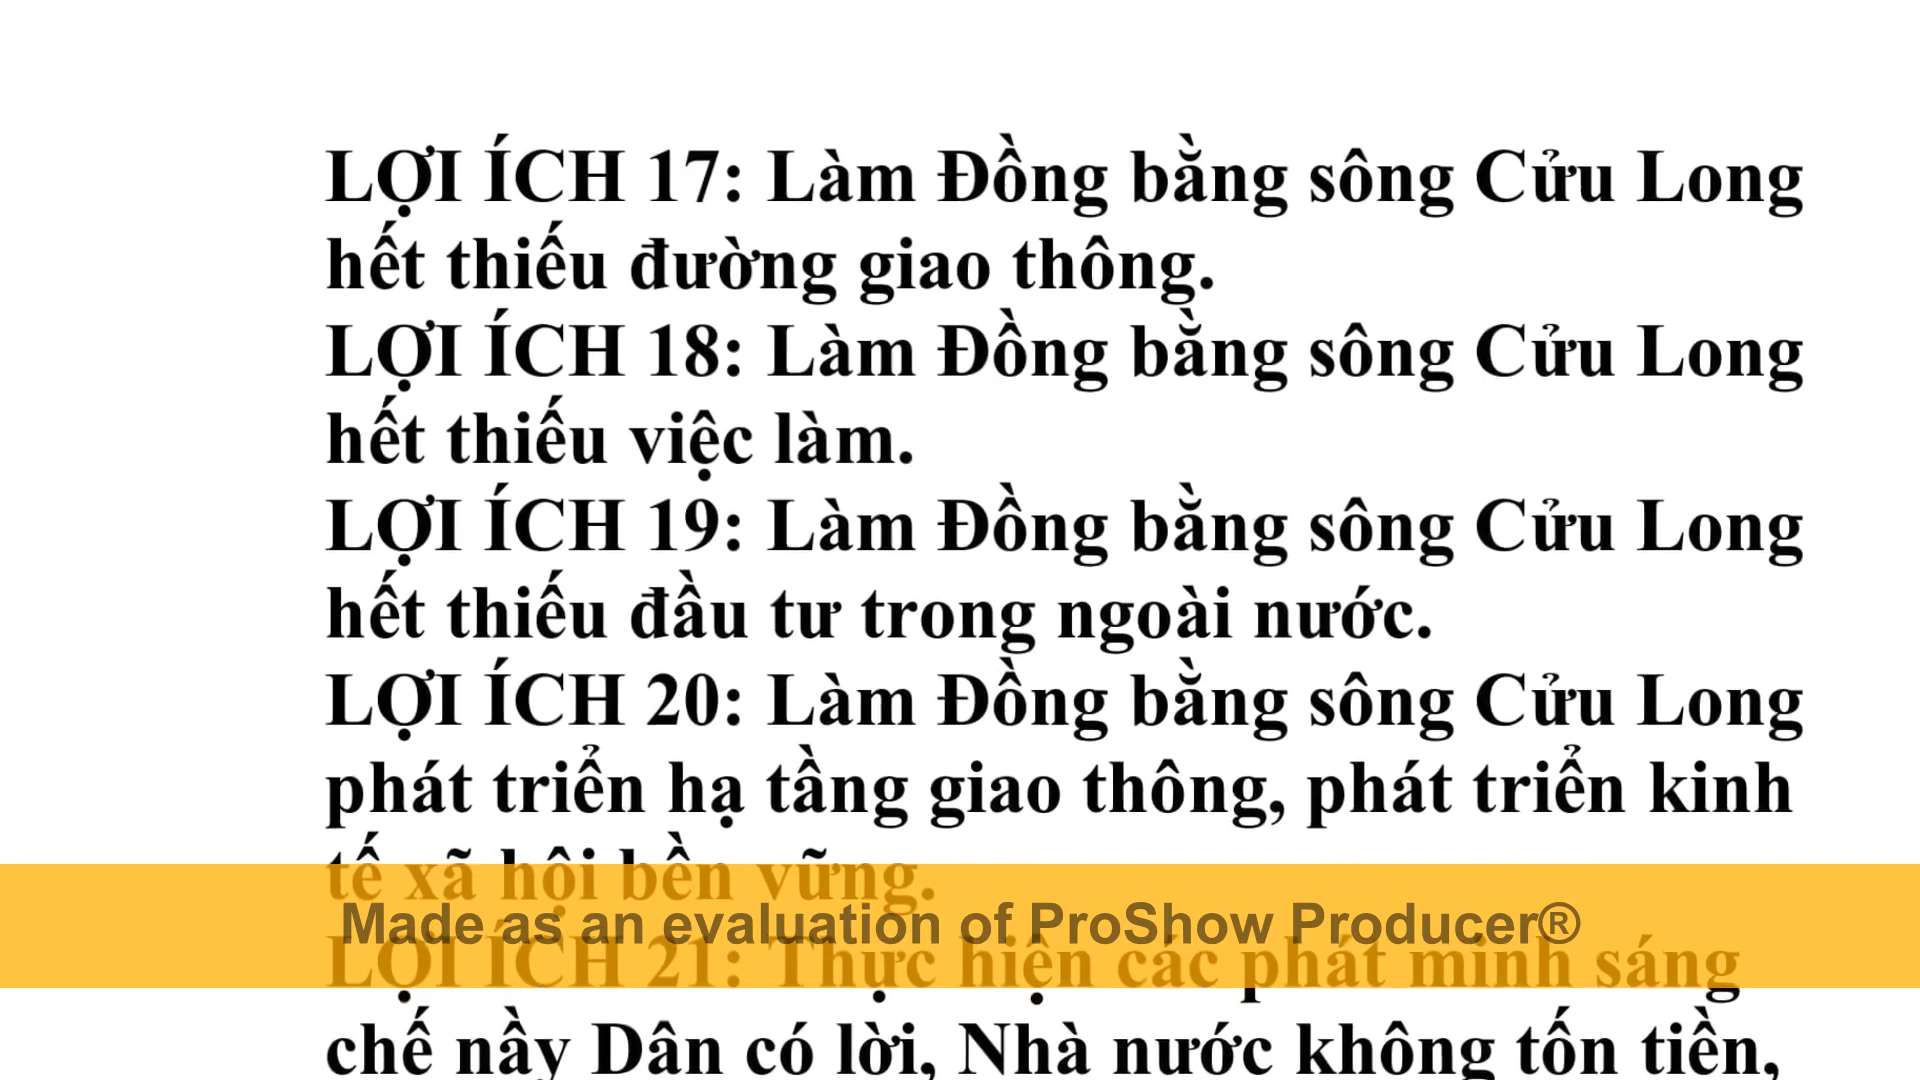 LỢI ÍCH 17: Làm Đồng bằng sông Cửu Long
hết thiếu đường giao thông.
LỢI ÍCH 18: Làm Đồng bằng sông Cửu Long
hết thiếu việc làm.
LỢI ÍCH 19: Làm Đồng bằng sông Cửu Long
hết thiếu đầu tư trong ngoài nước.
LỢI ÍCH 20: Làm Đồng bằng sông Cửu Long
phát triển hạ tầng giao thông, phát triển kinh
tế xã hội bền vững.
Made as an evaluation of ProShow Producer®
LỢI ÍCH 21: Thực hiện các phát minh sáng
chế nầy Dân có lời, Nhà nước không tốn tiền,